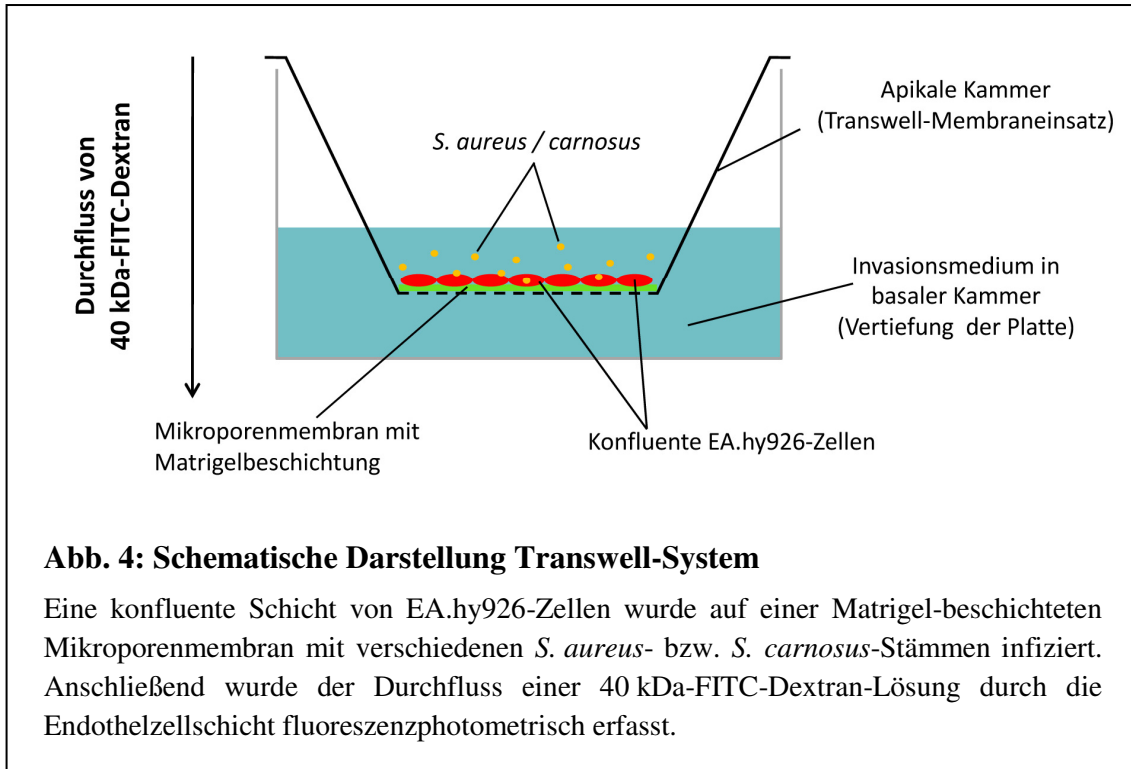 Durchfluss von
40 kDa-FITC-Dextran
S. aureus / carnosus
Apikale Kammer
(Transwell-Membraneinsatz)
Invasionsmedium in
basaler Kammer
(Vertiefung der Platte)
Mikroporenmembran mit
Matrigelbeschichtung
Konfluente EA.hy926-Zellen
Abb. 4: Schematische Darstellung Transwell-System
Eine konfluente Schicht von EA.hy926-Zellen wurde auf einer Matrigel-beschichteten
Mikroporenmembran mit verschiedenen S. aureus- bzw. S. carnosus-Stämmen infiziert.
Anschließend wurde der Durchfluss einer 40 kDa-FITC-Dextran-Lösung durch die
Endothelzellschicht fluoreszenzphotometrisch erfasst.